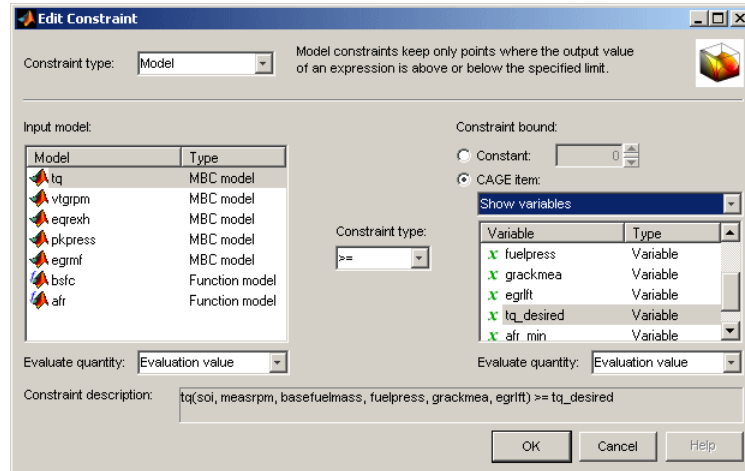 Edit Constraint
Constraint type: Model
Model constraints keep only points where the output value
of an expression is above or below the specified limit.
Input model:
Model Type
tq MBC model
vtgrpm MBC model
eqrexh MBC model
pkpress MBC model
egrmf MBC model
bsfc Function model
afr Function model
Evaluate quantity: Evaluation value
Constraint type:
>=
Constraint bound:
Constant: 0
CAGE item:
Show variables
Variable Type
x fuelpress Variable
x grackmea Variable
x egrlft Variable
x tq_desired Variable
x afr_min Variable
Evaluate quantity: Evaluation value
Constraint description: tq(soi, measrpm, basefuelmass, fuelpress, grackmea, egrlft) >= tq_desired
OK Cancel Help